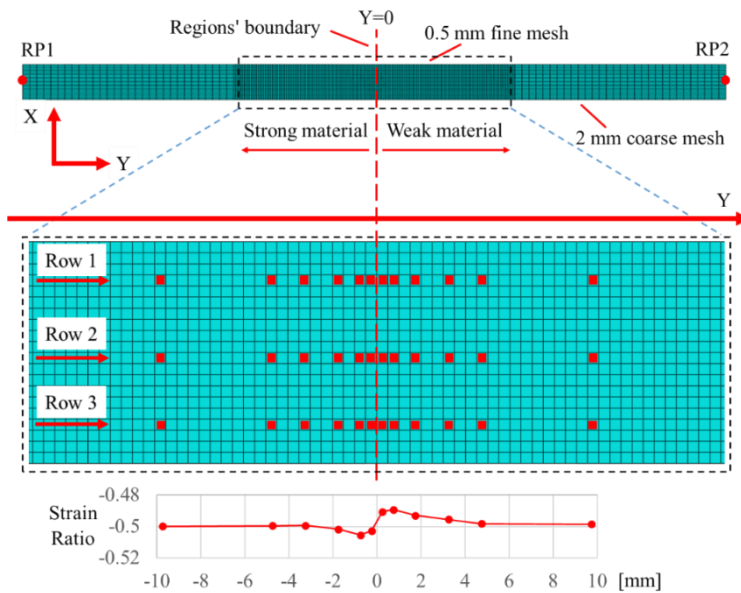 Y=0
Regions' boundary
0.5 mm fine mesh
RP1
RP2
X
Strong material
Weak material
Y
2 mm coarse mesh
Y
Row 1
Row 2
Row 3
Strain
Ratio
-0.48
-0.5
-0.52
-10 -8 -6 -4 -2 0 2 4 6 8 10 [mm]